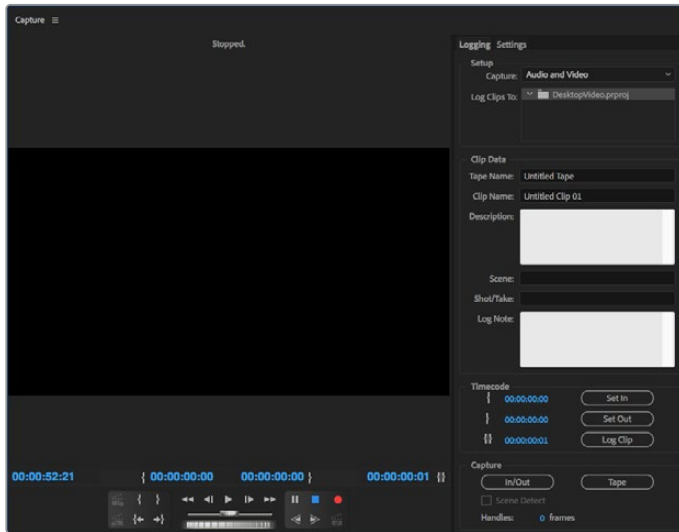 Capture
Stopped.
Logging Settings
Setup
Capture: Audio and Video
Log Clips To: DesktopVideo.prproj
Clip Data
Tape Name: Untitled Tape
Clip Name: Untitled Clip 01
Description:
Scene:
Shot/Take:
Log Note:
Timecode
{ 00:00:00:00 Set In
} 00:00:00:00 Set Out
{} 00:00:00:01 Log Clip
00:00:52:21 { 00:00:00:00 00:00:00:00 } 00:00:00:01 {}
Capture
In/Out Tape
Scene Detect
Handles: 0 frames